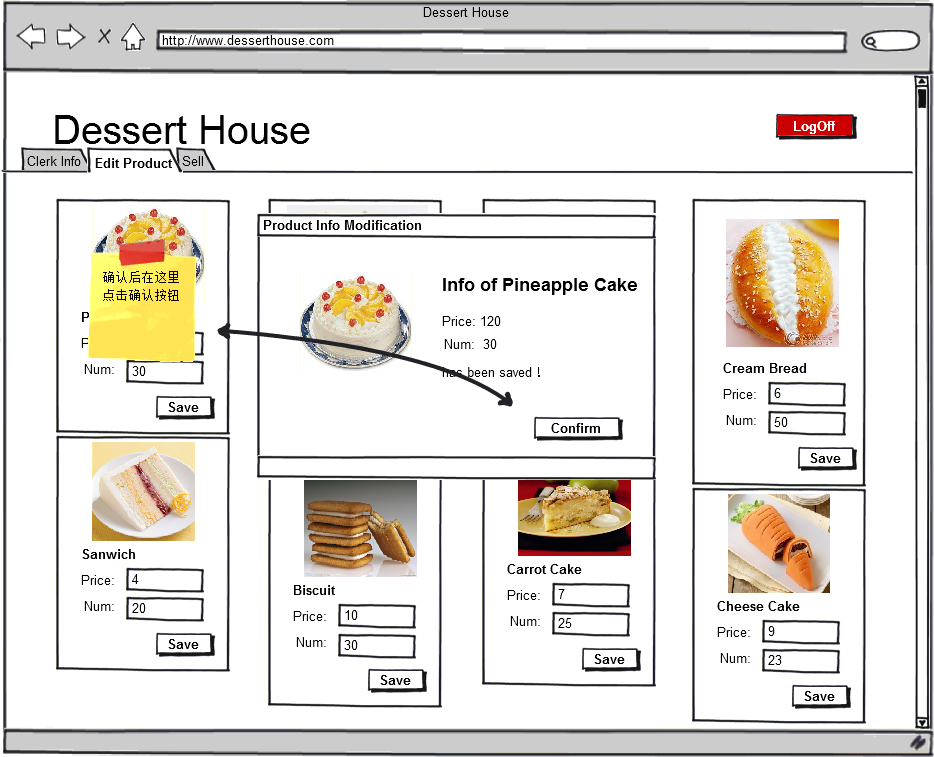 Dessert House
http://www.desserthouse.com
Dessert House
LogOff
Clerk Info
Edit Product
Sell
确认后在这里
点击确认按钮
P
P
Num: 30
Save
Product Info Modification
Info of Pineapple Cake
Price: 120
Num: 30
has been saved !
Confirm
Cream Bread
Price: 6
Num: 50
Save
Sanwich
Price: 4
Num: 20
Save
Biscuit
Price: 10
Num: 30
Save
Carrot Cake
Price: 7
Num: 25
Save
Cheese Cake
Price: 9
Num: 23
Save